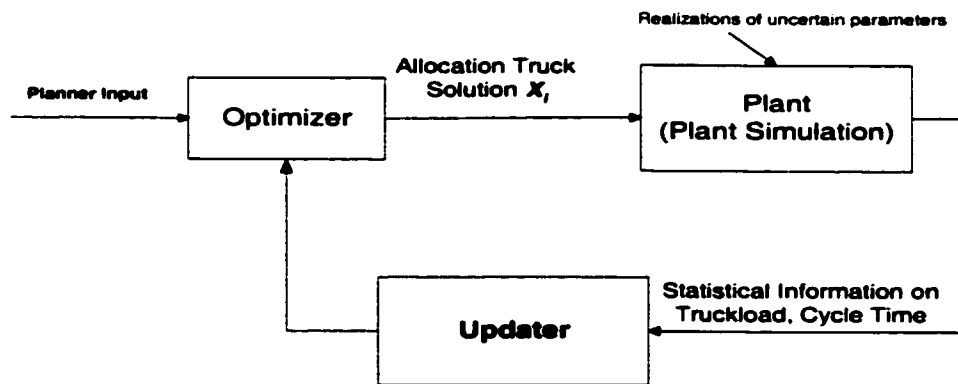 Realizations of uncertain parameters
Planner Input
Optimizer
Allocation Truck
Solution X_i
Plant
(Plant Simulation)
Statistical Information on
Truckload, Cycle Time
Updater